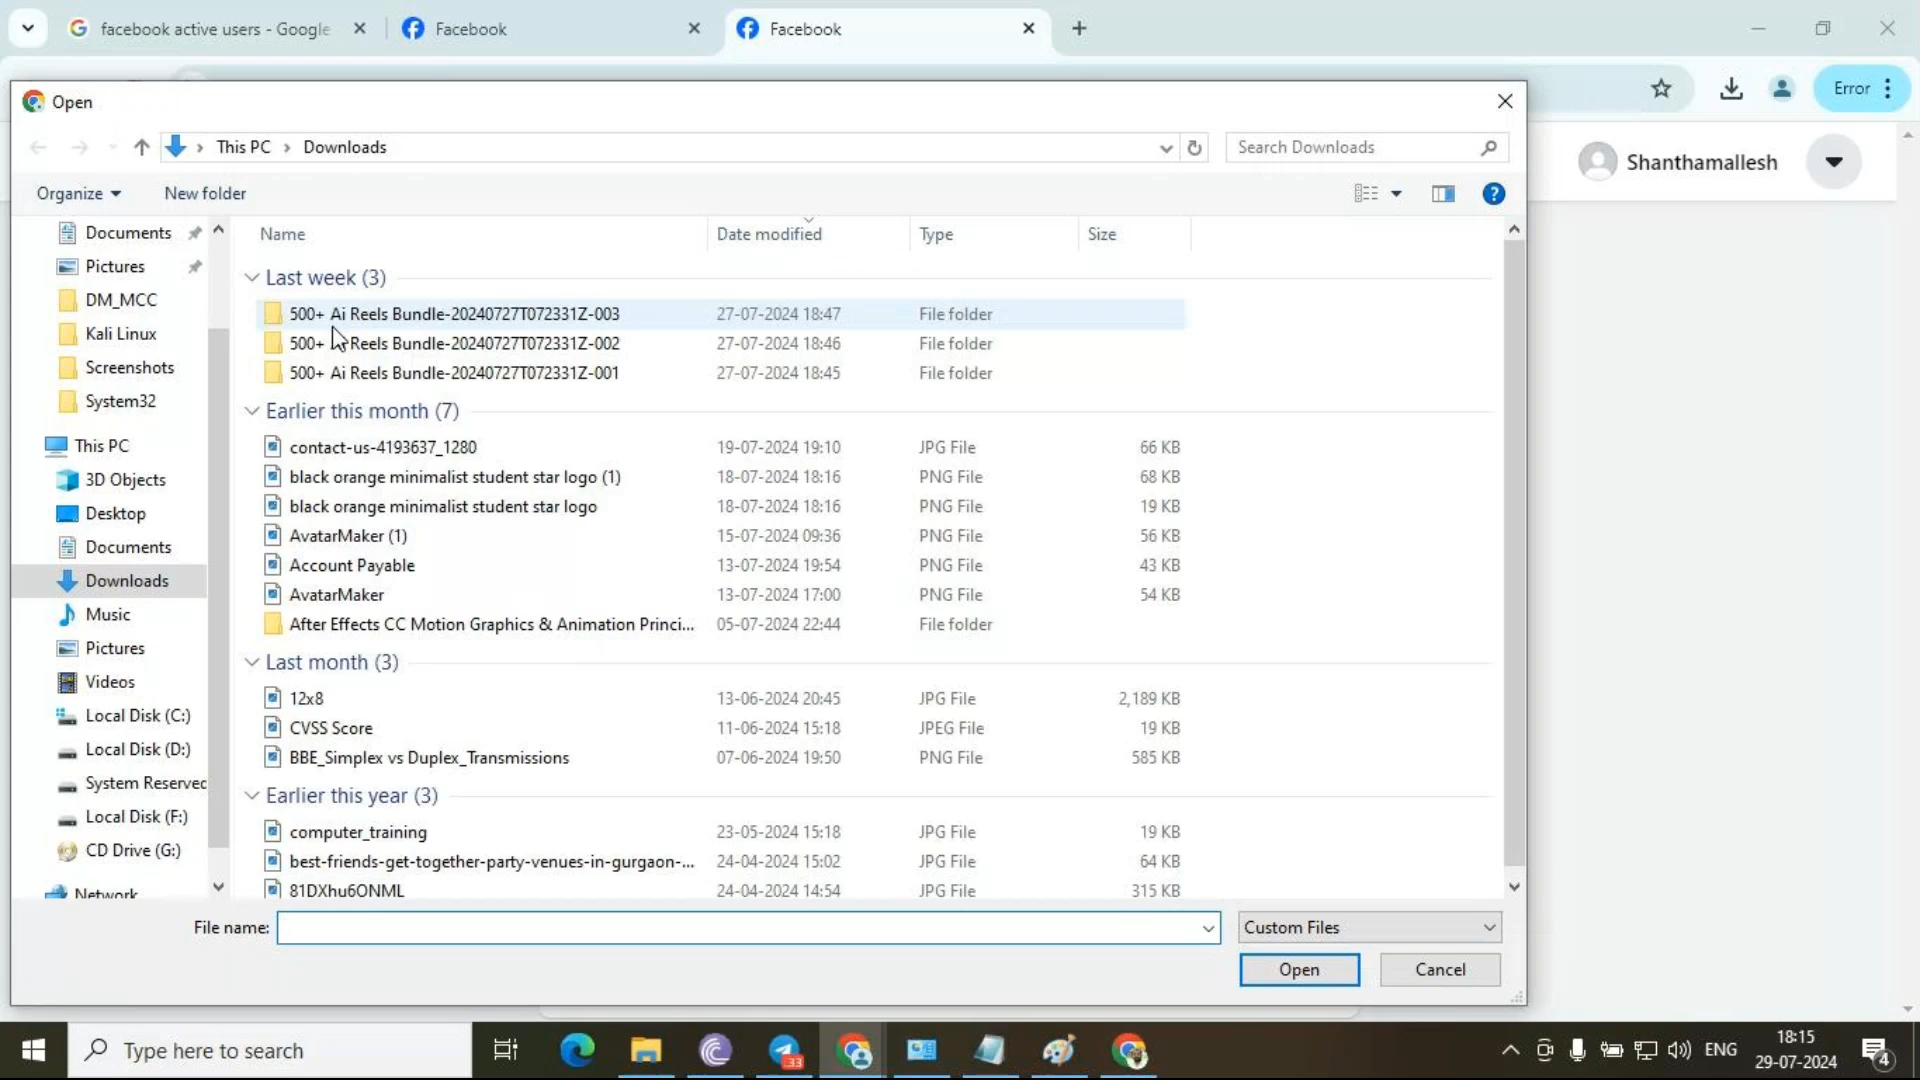 facebook active users - Google
Facebook
Facebook
Error
Open
This PC
Downloads
Search Downloads
Shanthamallesh
Organize
New folder
Name
Date modified
Type
Size
Documents
Pictures
DM_MCC
Kali Linux
Screenshots
System32
This PC
3D Objects
Desktop
Documents
Downloads
Music
Pictures
Videos
Local Disk (C:)
Local Disk (D:)
System Reserved
Local Disk (F:)
CD Drive (G:)
Network
Last week (3)
500+ Ai Reels Bundle-20240727T072331Z-003 27-07-2024 18:47 File folder
500+ Ai Reels Bundle-20240727T072331Z-002 27-07-2024 18:46 File folder
500+ Ai Reels Bundle-20240727T072331Z-001 27-07-2024 18:45 File folder
Earlier this month (7)
contact-us-4193637_1280 19-07-2024 19:10 JPG File 66 KB
black orange minimalist student star logo (1) 18-07-2024 18:16 PNG File 68 KB
black orange minimalist student star logo 18-07-2024 18:16 PNG File 19 KB
AvatarMaker (1) 15-07-2024 09:36 PNG File 56 KB
Account Payable 13-07-2024 19:54 PNG File 43 KB
AvatarMaker 13-07-2024 17:00 PNG File 54 KB
After Effects CC Motion Graphics & Animation Princi... 05-07-2024 22:44 File folder
Last month (3)
12x8 13-06-2024 20:45 JPG File 2,189 KB
CVSS Score 11-06-2024 15:18 JPEG File 19 KB
BBE_Simplex vs Duplex_Transmissions 07-06-2024 19:50 PNG File 585 KB
Earlier this year (3)
computer_training 23-05-2024 15:18 JPG File 19 KB
best-friends-get-together-party-venues-in-gurgaon-... 24-04-2024 15:02 JPG File 64 KB
81DXhu6ONML 24-04-2024 14:54 JPG File 315 KB
File name:
Custom Files
Open
Cancel
Type here to search
33
ENG
18:15
29-07-2024
4